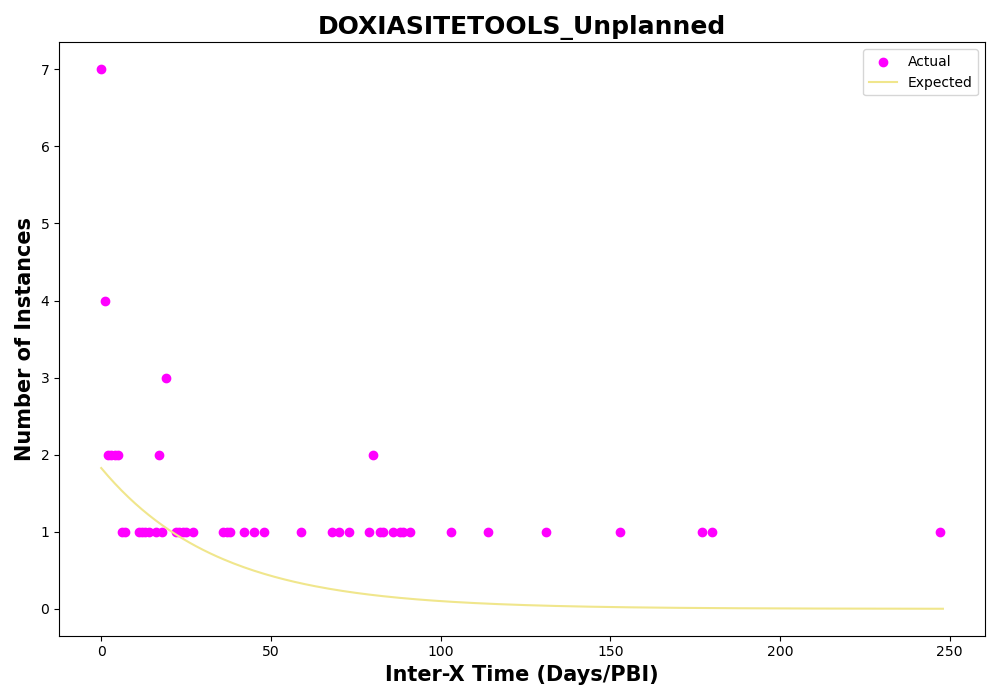 DOXIASITETOOLS_Unplanned
Actual
Expected
Number of Instances
7
6
5
4
3
2
1
0
0 50 100 150 200 250
Inter-X Time (Days/PBI)